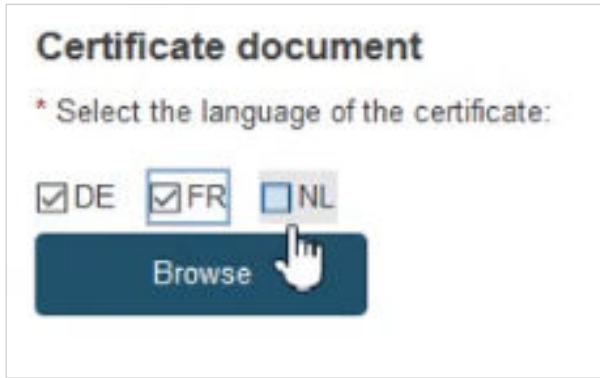 Certificate document
* Select the language of the certificate:
DE FR NL
Browse